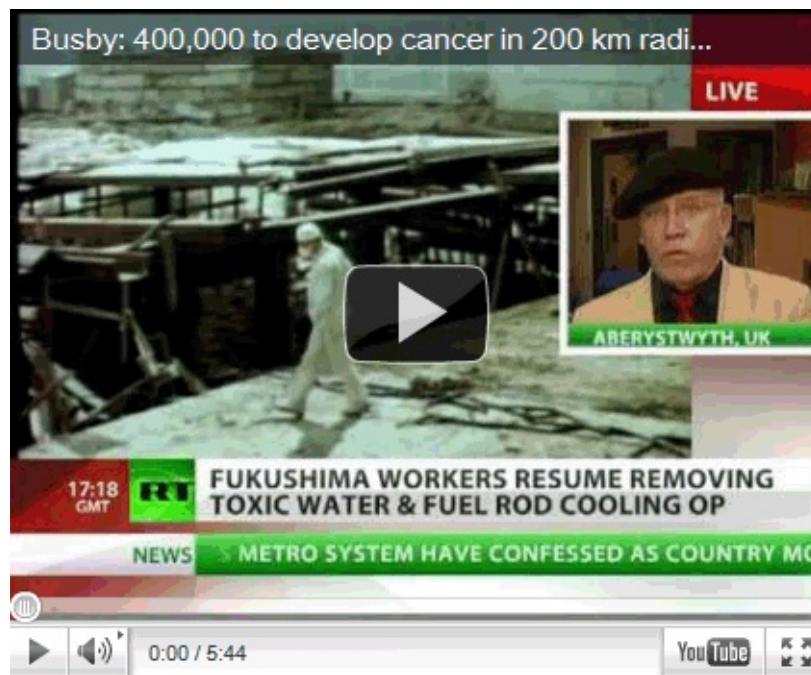 Busby: 400,000 to develop cancer in 200 km radi...
LIVE
ABERYSTWYTH, UK
17:18
GMT
RT
FUKUSHIMA WORKERS RESUME REMOVING
TOXIC WATER & FUEL ROD COOLING OP
NEWS
S METRO SYSTEM HAVE CONFESSED AS COUNTRY MO
0:00 / 5:44
YouTube